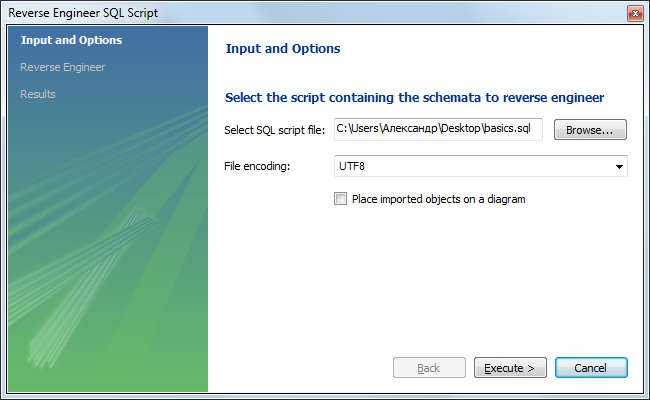 Reverse Engineer SQL Script
Input and Options
Reverse Engineer
Results
Input and Options
Select the script containing the schemata to reverse engineer
Select SQL script file: C:\Users\Александр\Desktop\basics.sql Browse...
File encoding: UTF8
Place imported objects on a diagram
Back Execute > Cancel